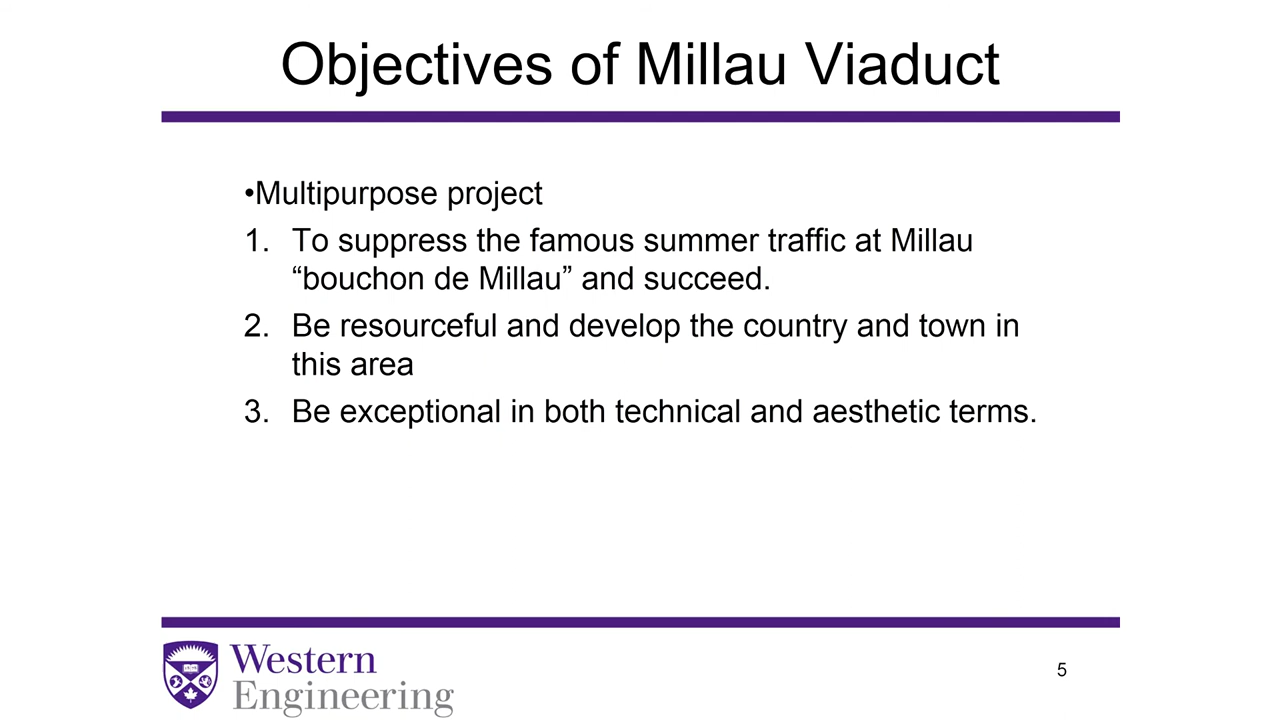 Objectives of Millau Viaduct
•Multipurpose project
1. To suppress the famous summer traffic at Millau
“bouchon de Millau” and succeed.
2. Be resourceful and develop the country and town in
this area
3. Be exceptional in both technical and aesthetic terms.
Western
Engineering
5